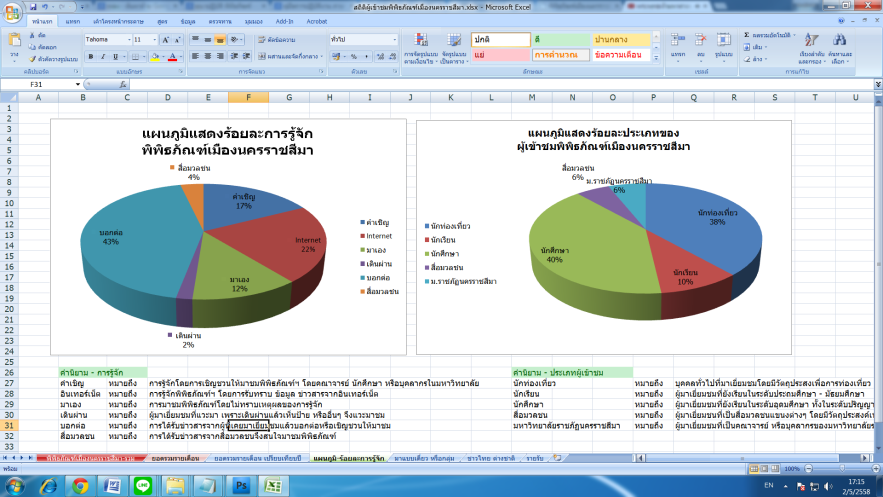 สถิติผู้เข้าชมพิพิธภัณฑ์เมืองนครราชสีมา.xlsx - Microsoft Excel
หน้าแรก แทรก เค้าโครงหน้ากระดาษ สูตร ข้อมูล ตรวจทาน มุมมอง Add-In Acrobat
วาง ตัด คัดลอก ตัวคัดวางรูปแบบ
Tahoma 11 ตัดข้อความ ผสานและจัดกึ่งกลาง ทั่วไป
การจัดรูปแบบตามเงื่อนไข จัดรูปแบบเป็นตาราง
ปกติ ดี ปานกลาง
แย่ การคำนวณ ข้อความเตือน
แทรก ลบ รูปแบบ
ผลรวมอัตโนมัติ เติม ล้าง เรียงลำดับและกรอง ค้นหาและเลือก
คลิปบอร์ด แบบอักษร การจัดแนว ตัวเลข ลักษณะ เซลล์ การแก้ไข
F31 fx
A B C D E F G H I J K L M N O P Q R S T U
1
2
3
4
5
6
7
8
9
10
11
12
13
14
15
16
17
18
19
20
21
22
23
24
25
26
27
28
29
30
31
32
33
แผนภูมิแสดงร้อยละการรู้จัก
พิพิธภัณฑ์เมืองนครราชสีมา
สื่อมวลชน
4%
คำเชิญ
17%
Internet
22%
มาเอง
12%
เดินผ่าน
2%
บอกต่อ
43%
คำเชิญ
Internet
มาเอง
เดินผ่าน
บอกต่อ
สื่อมวลชน
แผนภูมิแสดงร้อยละประเภทของ
ผู้เข้าชมพิพิธภัณฑ์เมืองนครราชสีมา
สื่อมวลชน
6%
ม.ราชภัฏนครราชสีมา
6%
นักท่องเที่ยว
38%
นักเรียน
10%
นักศึกษา
40%
นักท่องเที่ยว
นักเรียน
นักศึกษา
สื่อมวลชน
ม.ราชภัฏนครราชสีมา
คำนิยาม - การรู้จัก
คำเชิญ หมายถึง การรู้จักโดยการเชิญชวนให้มาชมพิพิธภัณฑ์ฯ โดยคณาจารย์ นักศึกษา หรือบุคลากรในมหาวิทยาลัย
อินเทอร์เน็ต หมายถึง การรู้จักพิพิธภัณฑ์ฯ โดยการรับทราบ ข้อมูล ข่าวสารจากอินเทอร์เน็ต
มาเอง หมายถึง การมาชมพิพิธภัณฑ์โดยไม่ทราบเหตุผลของการรู้จัก
เดินผ่าน หมายถึง ผู้มาเยี่ยมชมที่แวะมา เพราะเดินผ่านแล้วเห็นป้าย หรืออื่นๆ จึงแวะมาชม
บอกต่อ หมายถึง การได้รับข่าวสารจากผู้ที่เคยมาเยี่ยมชมแล้วบอกต่อหรือเชิญชวนให้มาชม
สื่อมวลชน หมายถึง การได้รับข่าวสารจากสื่อมวลชนจึงสนใจมาชมพิพิธภัณฑ์
คำนิยาม - ประเภทผู้เข้าชม
นักท่องเที่ยว หมายถึง บุคคลทั่วไปที่มาเยี่ยมชมโดยมีวัตถุประสงค์เพื่อการท่องเที่ยว
นักเรียน หมายถึง ผู้มาเยี่ยมชมที่ยังเรียนในระดับประถมศึกษา - มัธยมศึกษา
นักศึกษา หมายถึง ผู้มาเยี่ยมชมที่ยังเรียนในระดับอุดมศึกษา ทั้งในระดับปริญญา
สื่อมวลชน หมายถึง ผู้มาเยี่ยมชมที่เป็นสื่อมวลชนแขนงต่างๆ โดยมีวัตถุประสงค์
มหาวิทยาลัยราชภัฏนครราชสีมา หมายถึง ผู้มาเยี่ยมชมที่เป็นคณาจารย์ หรือบุคลากรของมหาวิทยาลัย
ยอดรวมรายเดือน ยอดรวมรายเดือน เปรียบเทียบปี แผนภูมิ ร้อยละการรู้จัก มาแบบเดี่ยว หรือกลุ่ม ชาวไทย ต่างชาติ รายรับ
พร้อม 100%
EN 17:15
2/5/2558